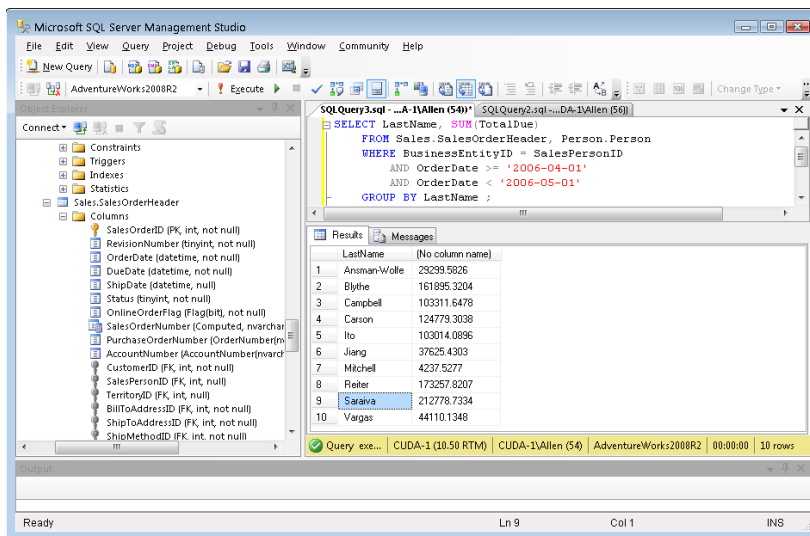 Microsoft SQL Server Management Studio
File Edit View Query Project Debug Tools Window Community Help
New Query
AdventureWorks2008R2 Execute Change Type
Object Explorer
SQLQuery3.sql - ...A-1\Allen (54))* SQLQuery2.sql -...DA-1\Allen (56))
Connect
Constraints
Triggers
Indexes
Statistics
Sales.SalesOrderHeader
Columns
SalesOrderID (PK, int, not null)
RevisionNumber (tinyint, not null)
OrderDate (datetime, not null)
DueDate (datetime, not null)
ShipDate (datetime, null)
Status (tinyint, not null)
OnlineOrderFlag (Flag(bit), not null)
SalesOrderNumber (Computed, nvarchar
PurchaseOrderNumber (OrderNumber(n
AccountNumber (AccountNumber(nvarch
CustomerID (FK, int, not null)
SalesPersonID (FK, int, null)
TerritoryID (FK, int, null)
BillToAddressID (FK, int, not null)
ShipToAddressID (FK, int, not null)
ShipMethodID (FK, int, not null)
SELECT LastName, SUM(TotalDue)
FROM Sales.SalesOrderHeader, Person.Person
WHERE BusinessEntityID = SalesPersonID
AND OrderDate >= '2006-04-01'
AND OrderDate < '2006-05-01'
GROUP BY LastName ;
Results Messages
LastName (No column name)
1 Ansman-Wolfe 29299.5826
2 Blythe 161895.3204
3 Campbell 103311.6478
4 Carson 124779.3038
5 Ito 103014.0896
6 Jiang 37625.4303
7 Mitchell 4237.5277
8 Reiter 173257.8207
9 Saraiva 212778.7334
10 Vargas 44110.1348
Query exe... CUDA-1 (10.50 RTM) CUDA-1\Allen (54) AdventureWorks2008R2 00:00:00 10 rows
Output
Ready Ln 9 Col 1 INS